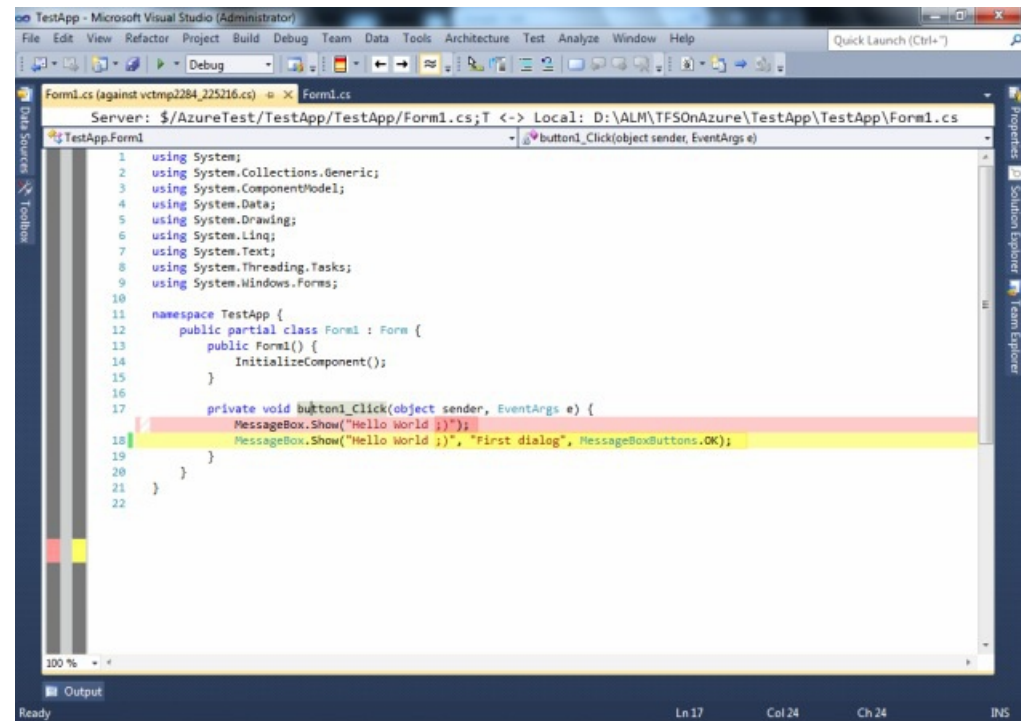 TestApp - Microsoft Visual Studio (Administrator)
File Edit View Refactor Project Build Debug Team Data Tools Architecture Test Analyze Window Help
Quick Launch (Ctrl+")
Debug
Form1.cs (against vctmp2284_225216.cs) Form1.cs
Server: $/AzureTest/TestApp/TestApp/Form1.cs;T <-> Local: D:\ALM\TFSOnAzure\TestApp\TestApp\Form1.cs
TestApp.Form1 button1_Click(object sender, EventArgs e)
1 using System;
2 using System.Collections.Generic;
3 using System.ComponentModel;
4 using System.Data;
5 using System.Drawing;
6 using System.Linq;
7 using System.Text;
8 using System.Threading.Tasks;
9 using System.Windows.Forms;
10
11 namespace TestApp {
12 public partial class Form1 : Form {
13 public Form1() {
14 InitializeComponent();
15 }
16
17 private void button1_Click(object sender, EventArgs e) {
MessageBox.Show("Hello World ;)");
18 MessageBox.Show("Hello World ;)", "First dialog", MessageBoxButtons.OK);
19 }
20 }
21 }
22
100 %
Data Sources
Toolbox
Properties
Solution Explorer
Team Explorer
Output
Ready Ln 17 Col 24 Ch 24 INS